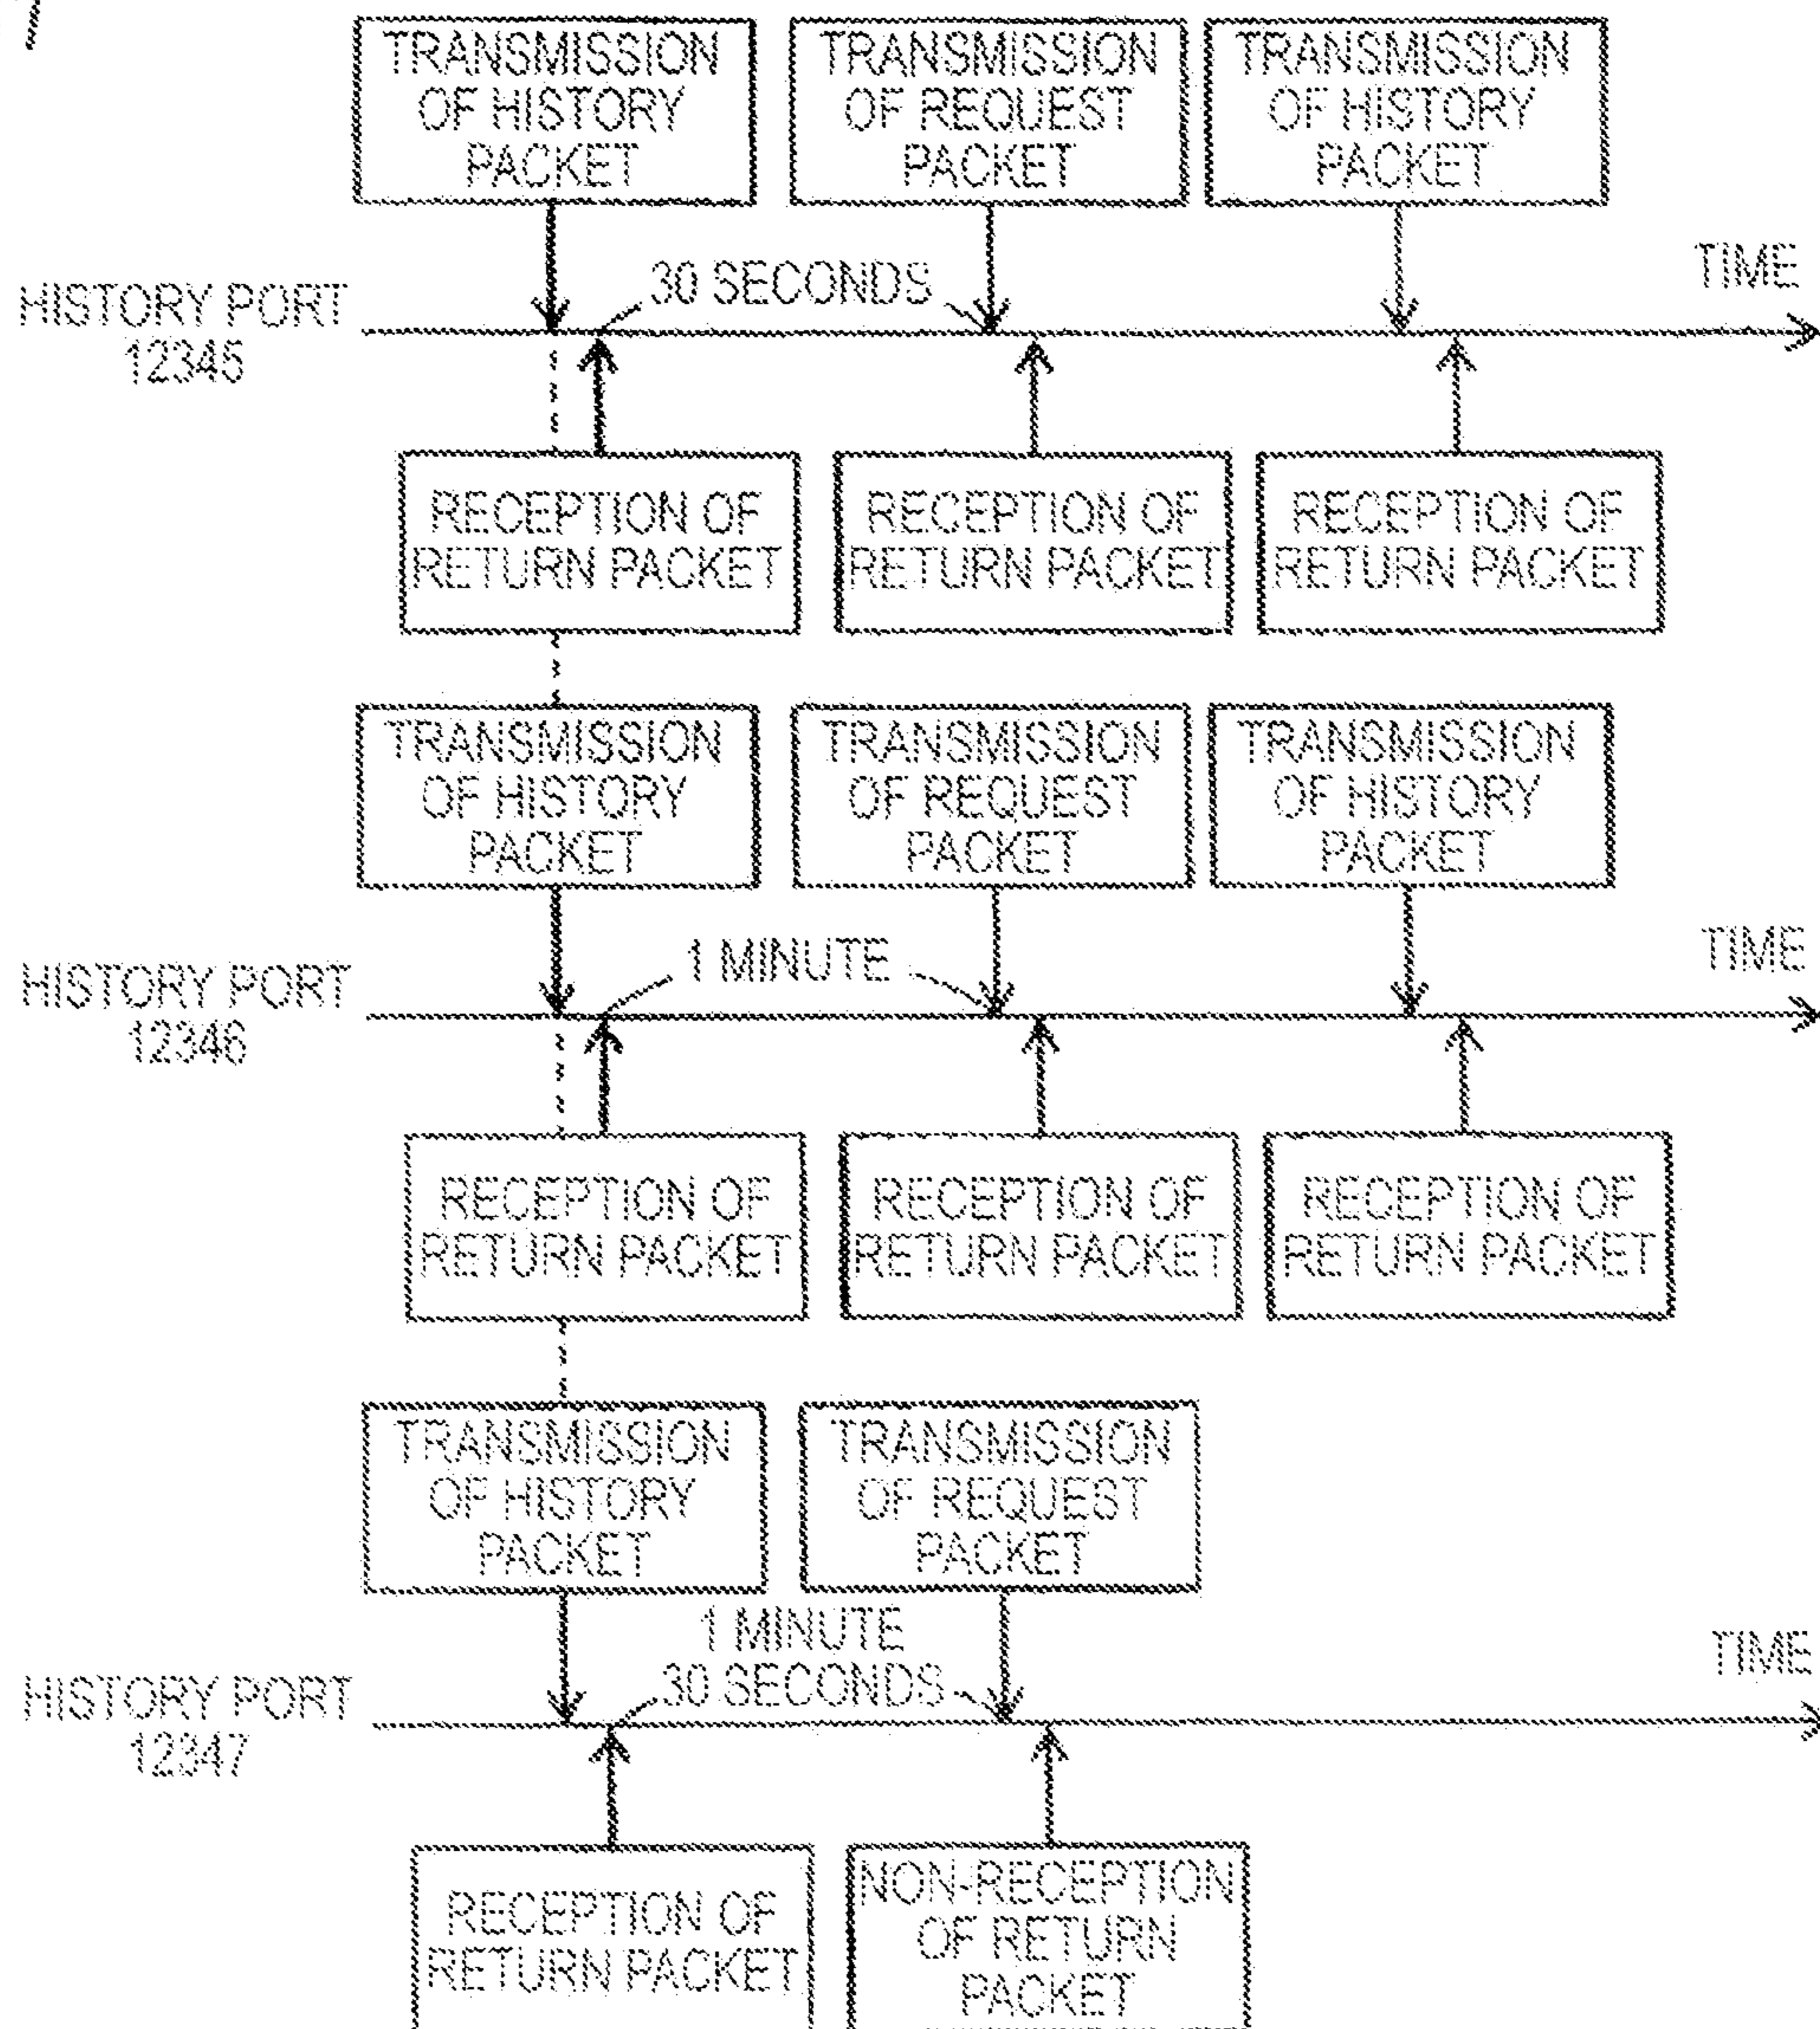 TRANSMISSION
OF HISTORY
PACKET
TRANSMISSION
OF REQUEST
PACKET
TRANSMISSION
OF HISTORY
PACKET
30 SECONDS
TIME
HISTORY PORT
12345
RECEPTION OF
RETURN PACKET
RECEPTION OF
RETURN PACKET
RECEPTION OF
RETURN PACKET
TRANSMISSION
OF HISTORY
PACKET
TRANSMISSION
OF REQUEST
PACKET
TRANSMISSION
OF HISTORY
PACKET
1 MINUTE
TIME
HISTORY PORT
12346
RECEPTION OF
RETURN PACKET
RECEPTION OF
RETURN PACKET
RECEPTION OF
RETURN PACKET
TRANSMISSION
OF HISTORY
PACKET
TRANSMISSION
OF REQUEST
PACKET
1 MINUTE
30 SECONDS
TIME
HISTORY PORT
12347
RECEPTION OF
RETURN PACKET
NON-RECEPTION
OF RETURN
PACKET